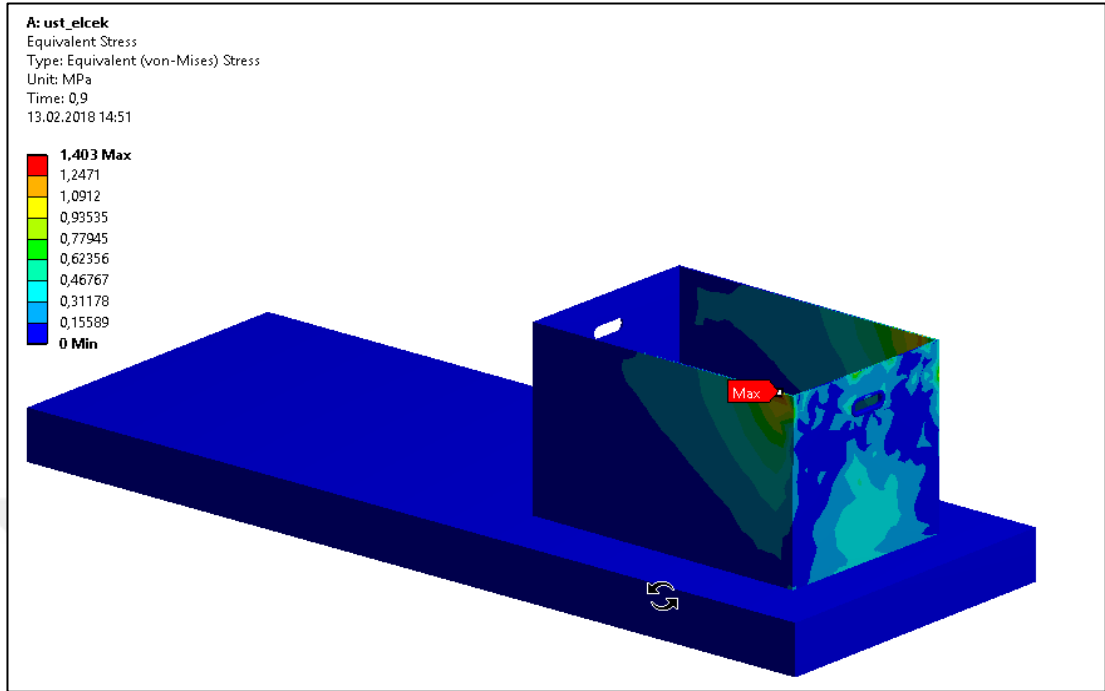 A: ust_elcek
Equivalent Stress
Type: Equivalent (von-Mises) Stress
Unit: MPa
Time: 0,9
13.02.2018 14:51
1,403 Max
1,2471
1,0912
0,93535
0,77945
0,62356
0,46767
0,31178
0,15589
0 Min
Max